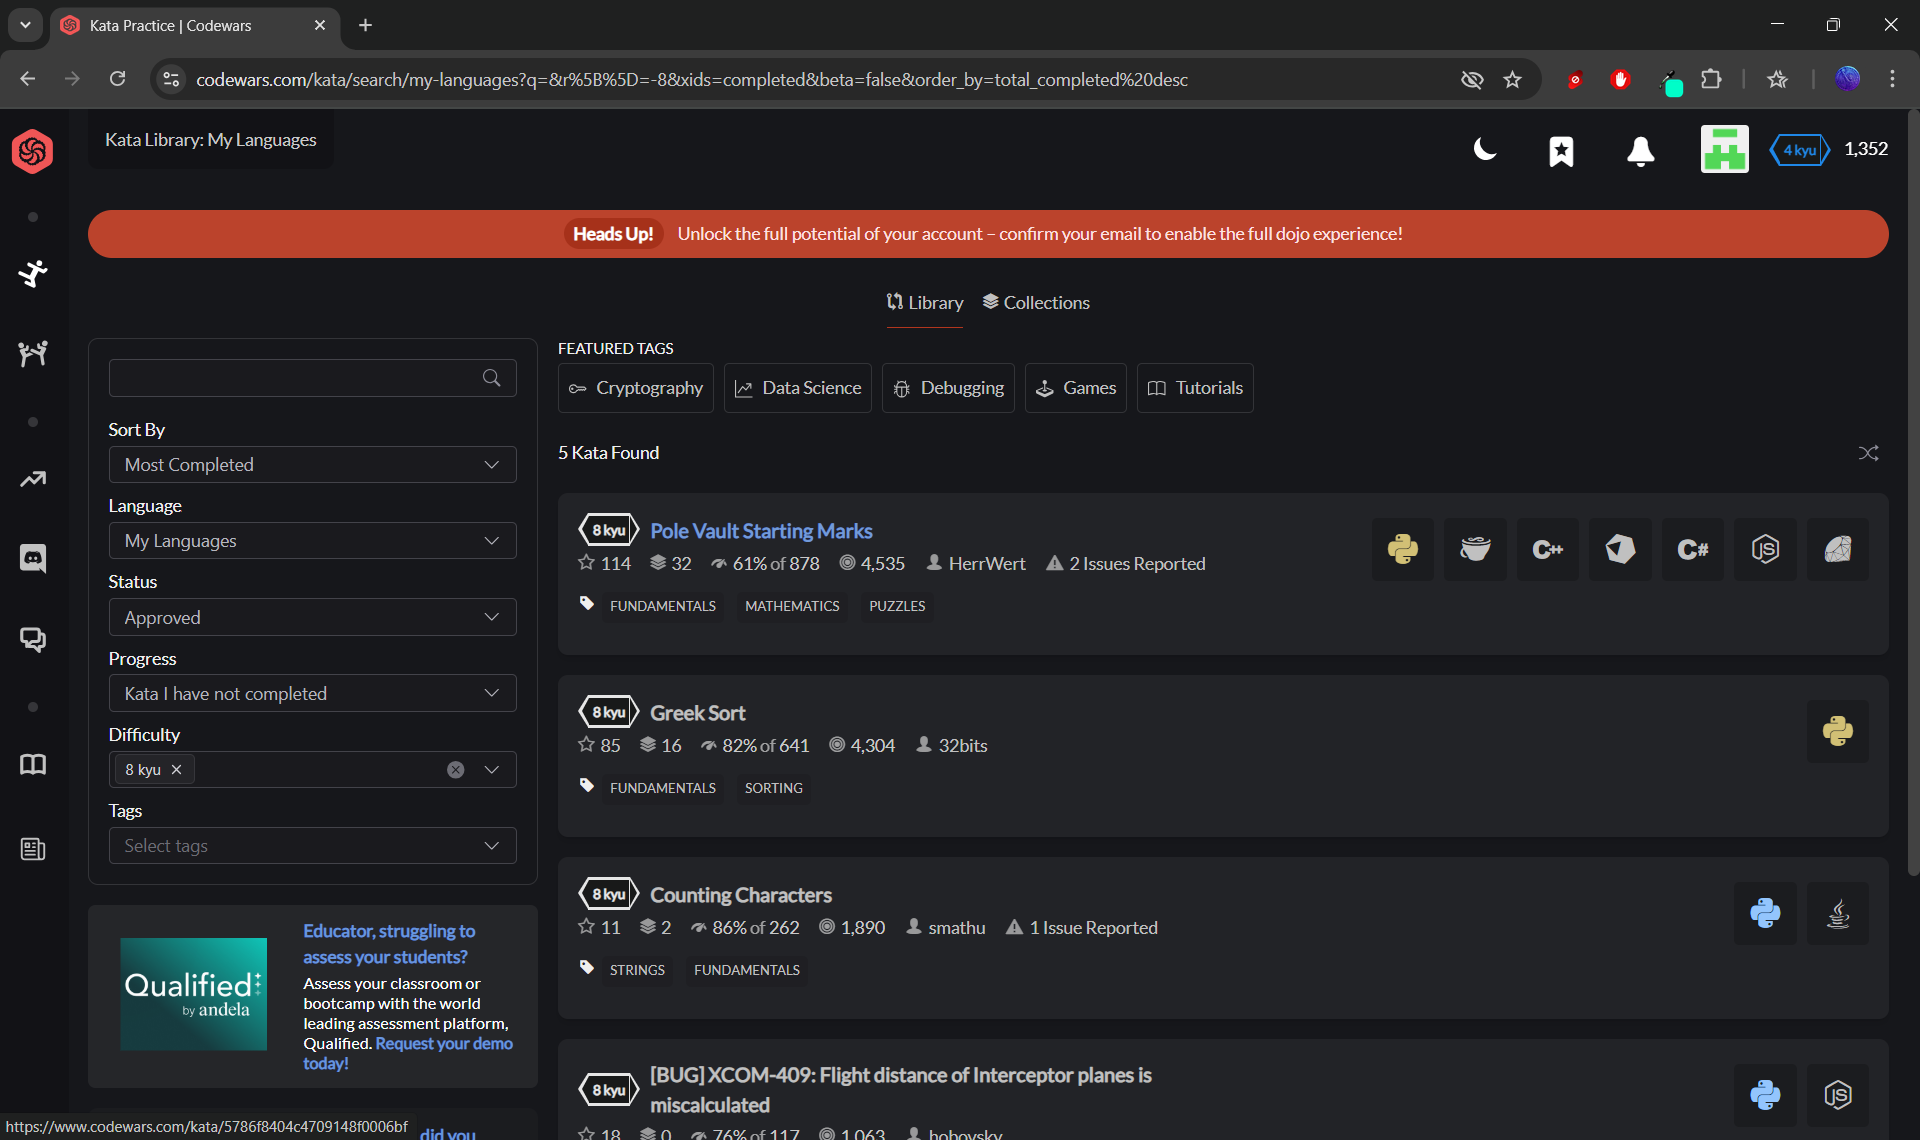 Kata Practice | Codewars
codewars.com/kata/search/my-languages?q=&r%5B%5D=-8&xids=completed&beta=false&order_by=total_completed%20desc
Kata Library: My Languages
4 kyu
1,352
Heads Up! Unlock the full potential of your account – confirm your email to enable the full dojo experience!
Library
Collections
Sort By
Most Completed
Language
My Languages
Status
Approved
Progress
Kata I have not completed
Difficulty
8 kyu
Tags
Select tags
Qualified
by andela
Educator, struggling to
assess your students?
Assess your classroom or
bootcamp with the world
leading assessment platform,
Qualified. Request your demo
today!
did you
FEATURED TAGS
Cryptography
Data Science
Debugging
Games
Tutorials
5 Kata Found
8 kyu Pole Vault Starting Marks
114 32 61% of 878 4,535 HerrWert 2 Issues Reported
FUNDAMENTALS MATHEMATICS PUZZLES
C++
C#
JS
8 kyu Greek Sort
85 16 82% of 641 4,304 32bits
FUNDAMENTALS SORTING
8 kyu Counting Characters
11 2 86% of 262 1,890 smathu 1 Issue Reported
STRINGS FUNDAMENTALS
8 kyu [BUG] XCOM-409: Flight distance of Interceptor planes is
miscalculated
18 0 76% of 117 1,063 hobovsky
JS
https://www.codewars.com/kata/5786f8404c4709148f0006bf